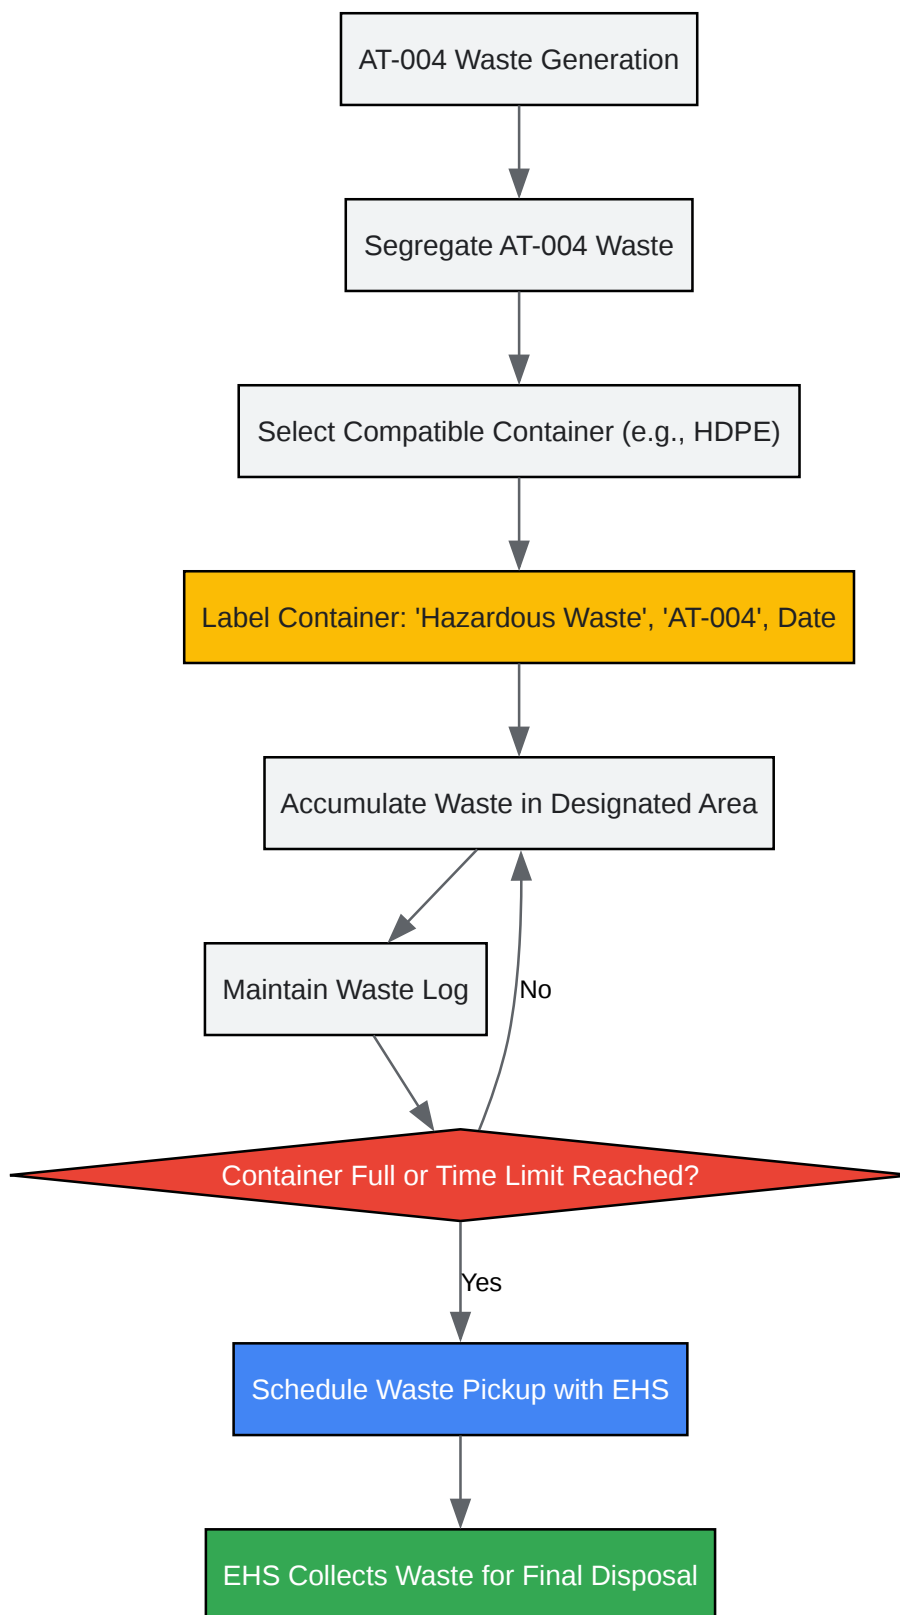 AT-004 Waste Generation
Segregate AT-004 Waste
Select Compatible Container (e.g., HDPE)
Label Container: 'Hazardous Waste', 'AT-004', Date
Accumulate Waste in Designated Area
Maintain Waste Log
No
Container Full or Time Limit Reached?
Yes
Schedule Waste Pickup with EHS
EHS Collects Waste for Final Disposal